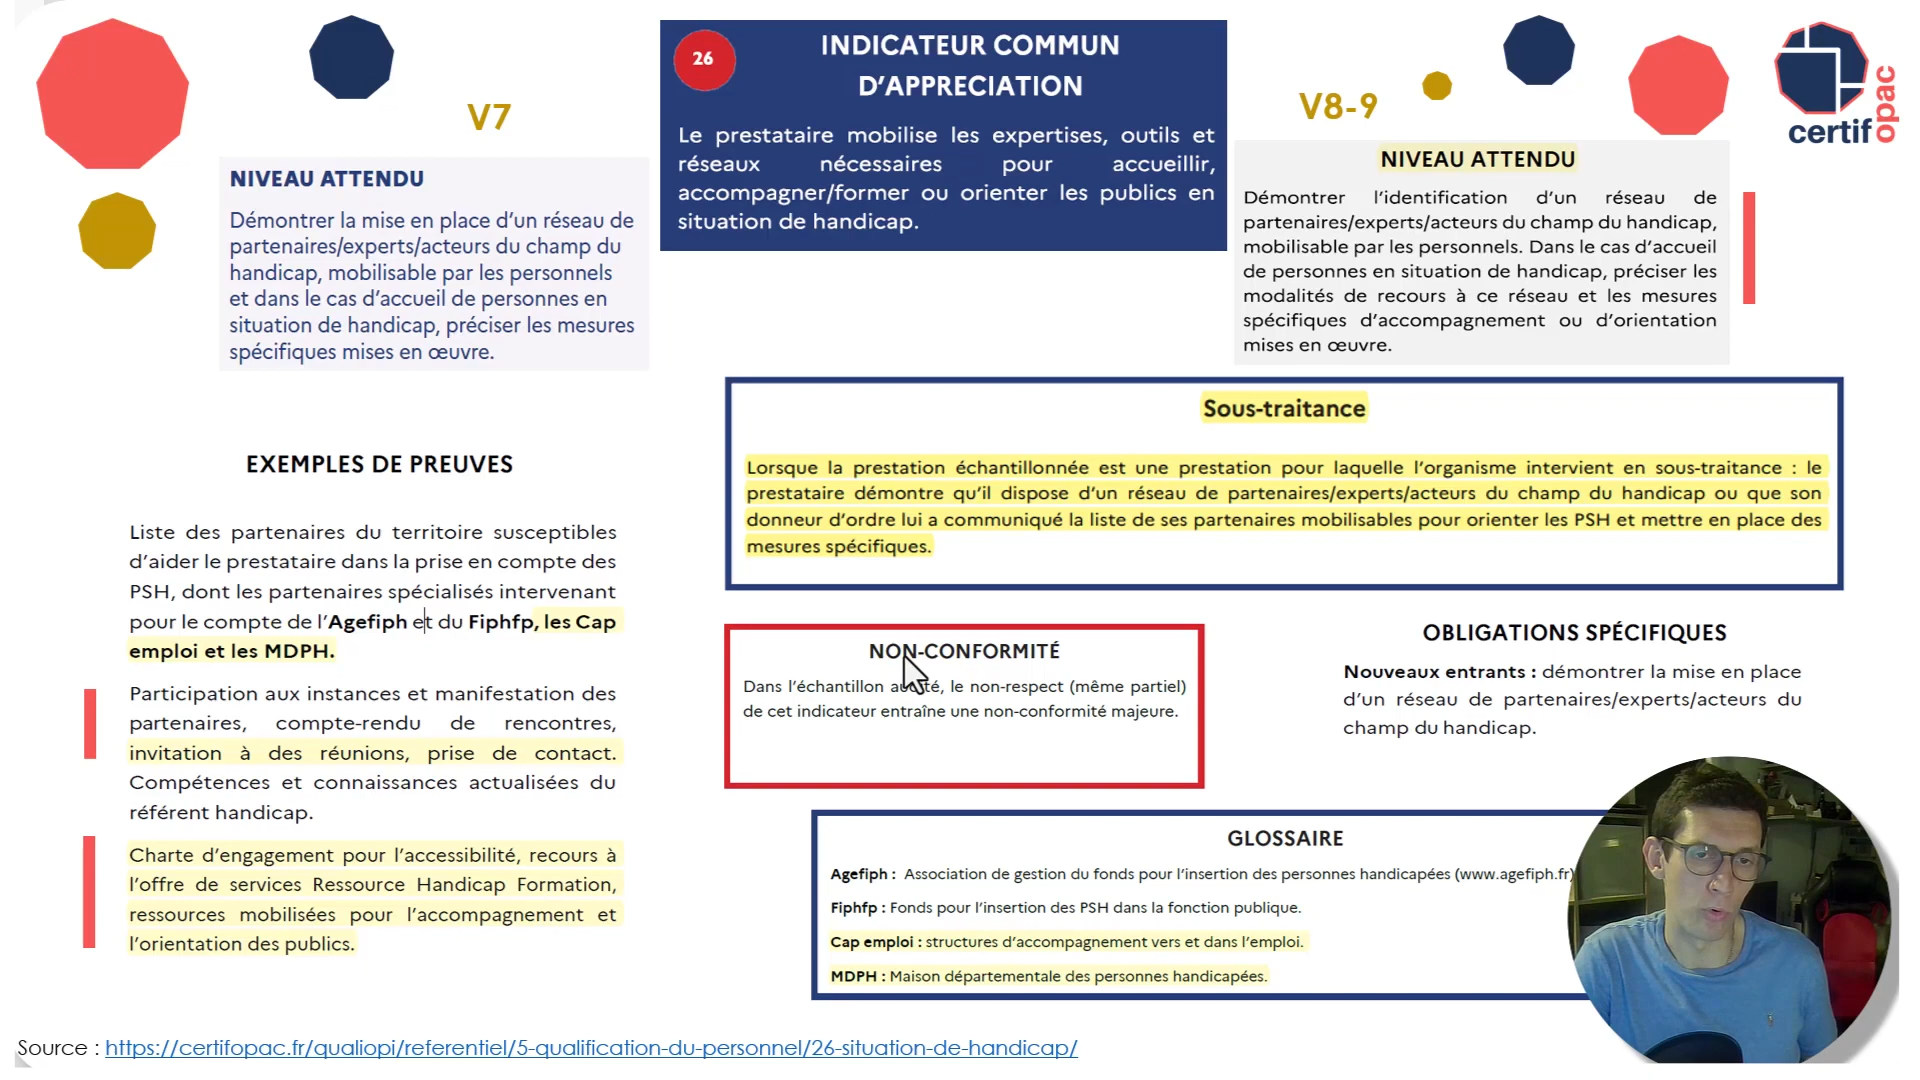 V7
NIVEAU ATTENDU
Démontrer la mise en place d'un réseau de
partenaires/experts/acteurs du champ du
handicap, mobilisable par les personnels
et dans le cas d'accueil de personnes en
situation de handicap, préciser les mesures
spécifiques mises en œuvre.
26
INDICATEUR COMMUN
D'APPRECIATION
Le prestataire mobilise les expertises, outils et
réseaux nécessaires pour accueillir,
accompagner/former ou orienter les publics en
situation de handicap.
V8-9
certif opac
NIVEAU ATTENDU
Démontrer l'identification d'un réseau de
partenaires/experts/acteurs du champ du handicap,
mobilisable par les personnels. Dans le cas d'accueil
de personnes en situation de handicap, préciser les
modalités de recours à ce réseau et les mesures
spécifiques d'accompagnement ou d'orientation
mises en œuvre.
Sous-traitance
Lorsque la prestation échantillonnée est une prestation pour laquelle l'organisme intervient en sous-traitance : le
prestataire démontre qu'il dispose d'un réseau de partenaires/experts/acteurs du champ du handicap ou que son
donneur d'ordre lui a communiqué la liste de ses partenaires mobilisables pour orienter les PSH et mettre en place des
mesures spécifiques.
EXEMPLES DE PREUVES
Liste des partenaires du territoire susceptibles
d'aider le prestataire dans la prise en compte des
PSH, dont les partenaires spécialisés intervenant
pour le compte de l'Agefiph et du Fiphfp, les Cap
emploi et les MDPH.
Participation aux instances et manifestation des
partenaires, compte-rendu de rencontres,
invitation à des réunions, prise de contact.
Compétences et connaissances actualisées du
référent handicap.
Charte d'engagement pour l'accessibilité, recours à
l'offre de services Ressource Handicap Formation,
ressources mobilisées pour l'accompagnement et
l'orientation des publics.
NON-CONFORMITÉ
Dans l'échantillon audité, le non-respect (même partiel)
de cet indicateur entraîne une non-conformité majeure.
OBLIGATIONS SPÉCIFIQUES
Nouveaux entrants : démontrer la mise en place
d'un réseau de partenaires/experts/acteurs du
champ du handicap.
GLOSSAIRE
Agefiph : Association de gestion du fonds pour l'insertion des personnes handicapées (www.agefiph.fr)
Fiphfp : Fonds pour l'insertion des PSH dans la fonction publique.
Cap emploi : structures d'accompagnement vers et dans l'emploi.
MDPH : Maison départementale des personnes handicapées.
Source : https://certifopac.fr/qualiopi/referentiel/5-qualification-du-personnel/26-situation-de-handicap/